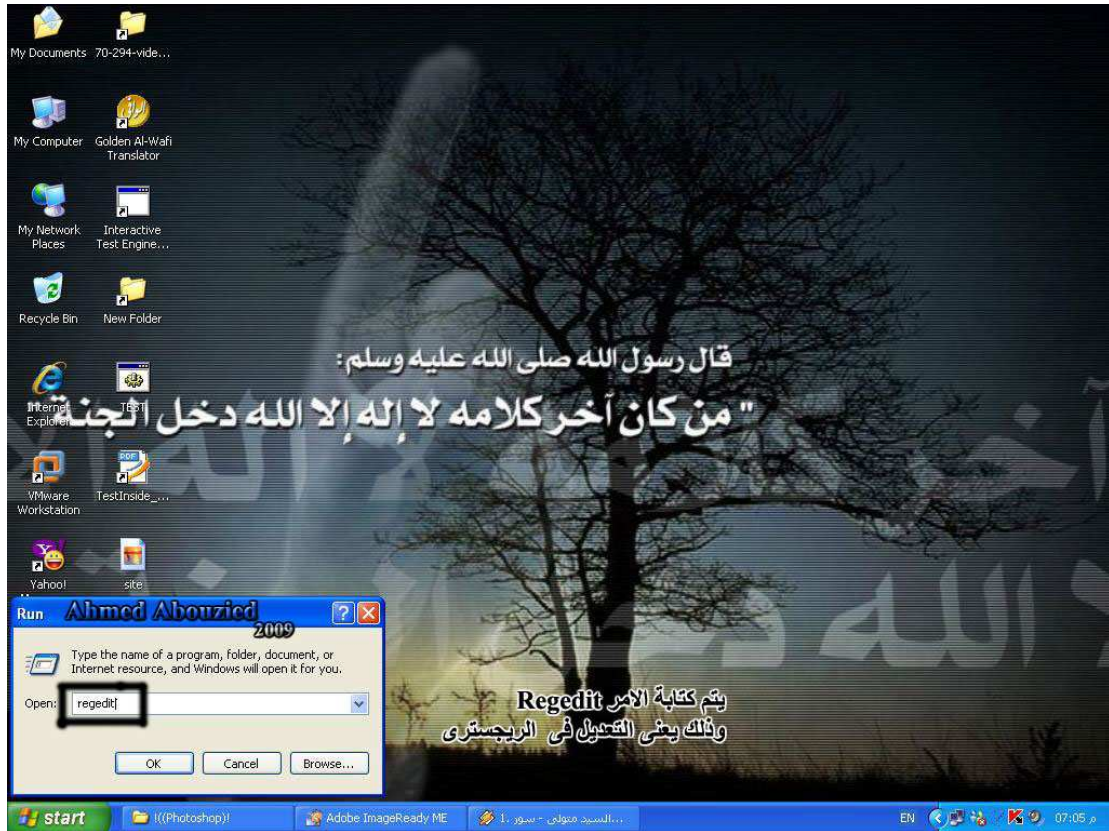 My Documents
70-294-vide...
My Computer
Golden Al-Wafi
Translator
My Network
Places
Interactive
Test Engine...
Recycle Bin
New Folder
Internet
Explorer
TEST
VMware
Workstation
TestInside_...
Yahoo!
site
قال رسول الله صلى الله عليه وسلم:
" من كان آخر كلامه لا إله إلا الله دخل الجنة
Run
Ahmed Abouzied
2009
Type the name of a program, folder, document, or
Internet resource, and Windows will open it for you.
Open:
regedit
OK
Cancel
Browse...
يتم كتابة الامر Regedit
وذلك يعنى التعديل فى الريجسترى
start
!((Photoshop)!
Adobe ImageReady ME
السيد متولى - سور .1...
EN
07:05 م